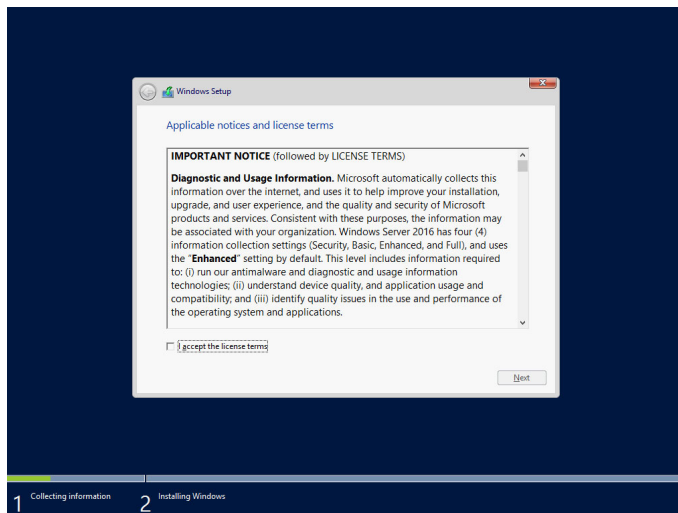 Windows Setup
Applicable notices and license terms
IMPORTANT NOTICE (followed by LICENSE TERMS)
Diagnostic and Usage Information. Microsoft automatically collects this
information over the internet, and uses it to help improve your installation,
upgrade, and user experience, and the quality and security of Microsoft
products and services. Consistent with these purposes, the information may
be associated with your organization. Windows Server 2016 has four (4)
information collection settings (Security, Basic, Enhanced, and Full), and uses
the “Enhanced” setting by default. This level includes information required
to: (i) run our antimalware and diagnostic and usage information
technologies; (ii) understand device quality, and application usage and
compatibility; and (iii) identify quality issues in the use and performance of
the operating system and applications.
I accept the license terms
Next
1 Collecting information
2 Installing Windows